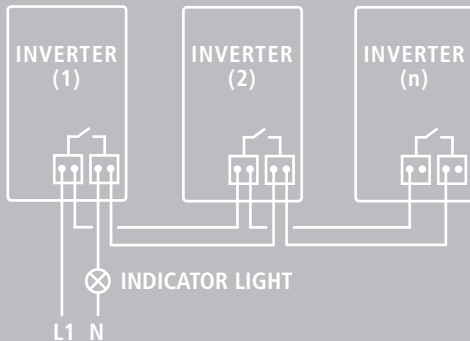 INVERTER
(1)
INVERTER
(2)
INVERTER
(n)
INDICATOR LIGHT
L1 N